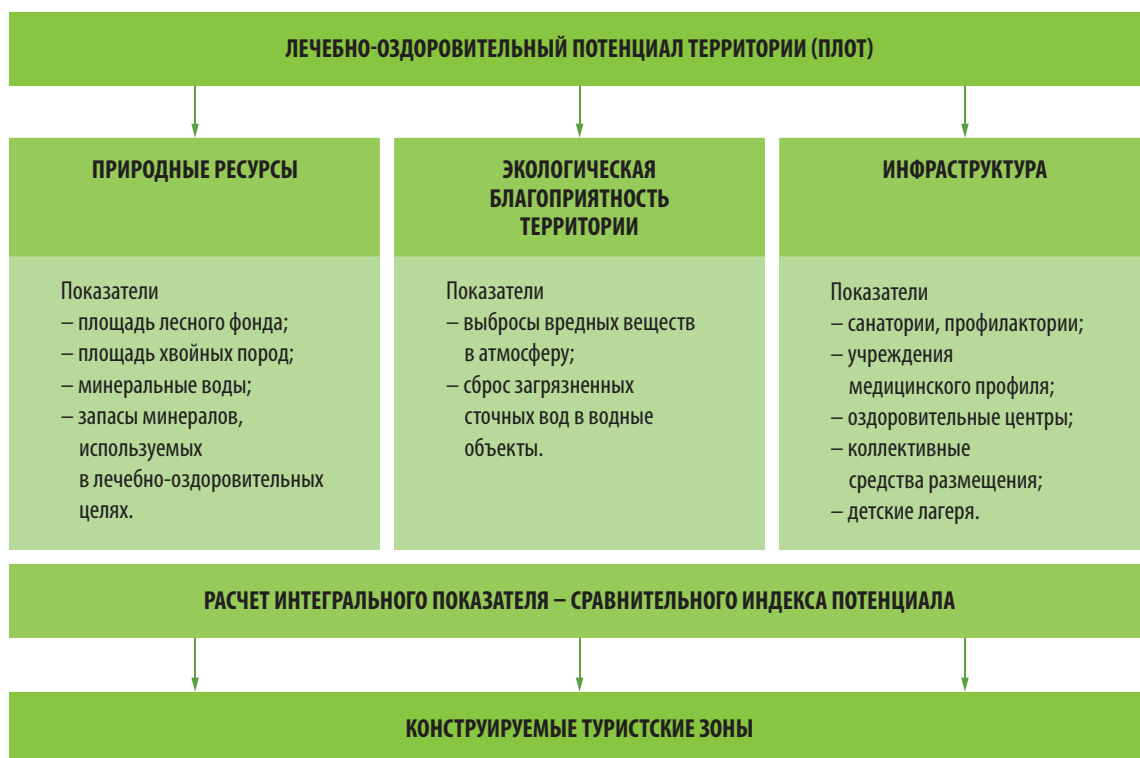 ЛЕЧЕБНО-ОЗДОРОВИТЕЛЬНЫЙ ПОТЕНЦИАЛ ТЕРРИТОРИИ (ПЛОТ)
ПРИРОДНЫЕ РЕСУРСЫ
Показатели
– площадь лесного фонда;
– площадь хвойных пород;
– минеральные воды;
– запасы минералов,
используемых
в лечебно-оздоровительных
целях.
ЭКОЛОГИЧЕСКАЯ
БЛАГОПРИЯТНОСТЬ
ТЕРРИТОРИИ
Показатели
– выбросы вредных веществ
в атмосферу;
– сброс загрязненных
сточных вод в водные
объекты.
ИНФРАСТРУКТУРА
Показатели
– санатории, профилактории;
– учреждения
медицинского профиля;
– оздоровительные центры;
– коллективные
средства размещения;
– детские лагеря.
РАСЧЕТ ИНТЕГРАЛЬНОГО ПОКАЗАТЕЛЯ – СРАВНИТЕЛЬНОГО ИНДЕКСА ПОТЕНЦИАЛА
КОНСТРУИРУЕМЫЕ ТУРИСТСКИЕ ЗОНЫ